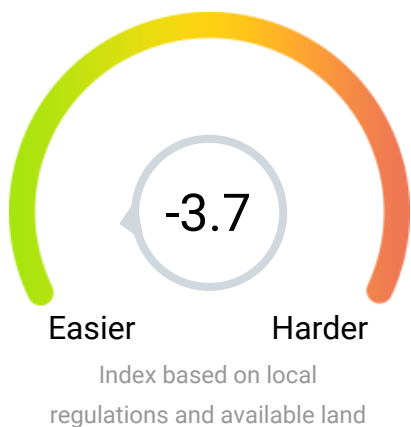 -3.7
Easier Harder
Index based on local
regulations and available land